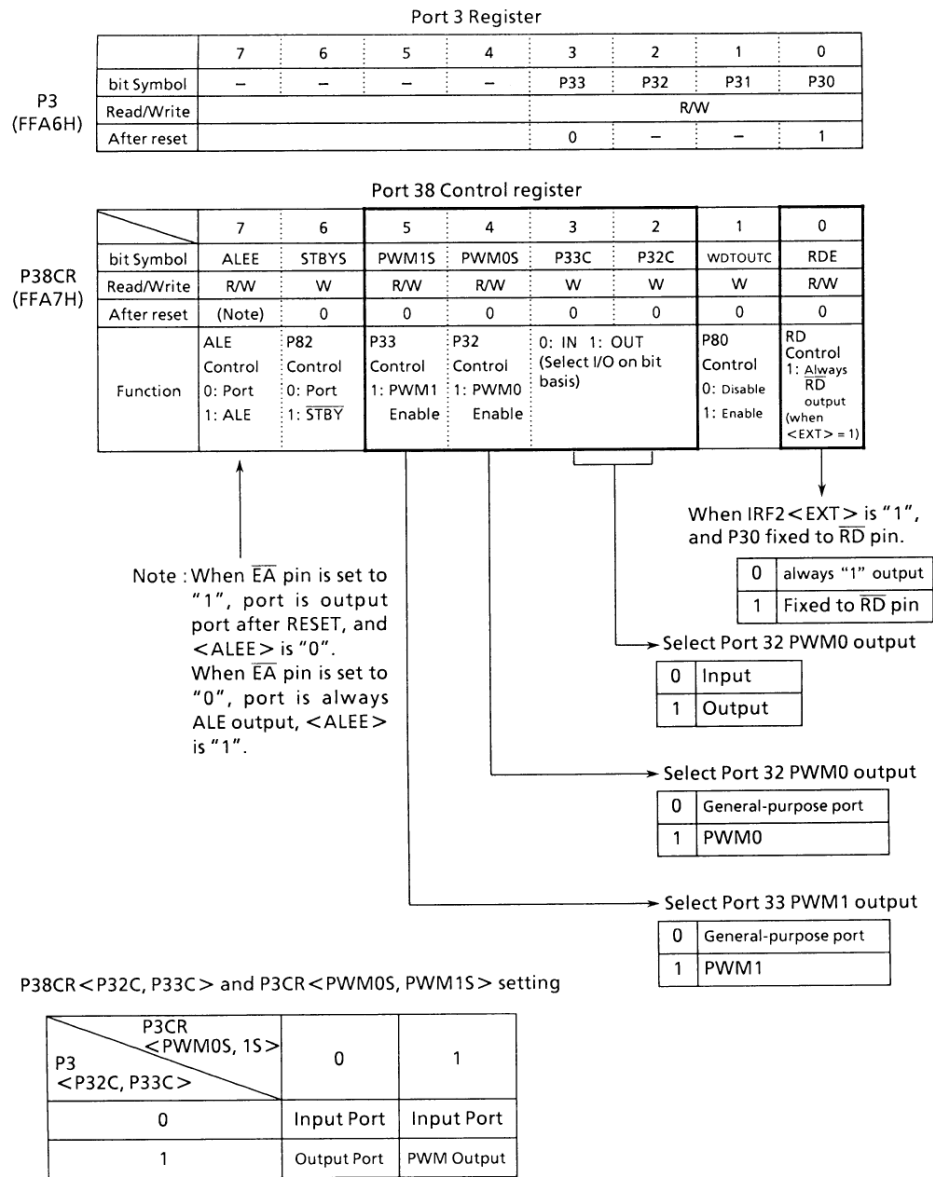 Port 3 Register
7 6 5 4 3 2 1 0
bit Symbol – – – – P33 P32 P31 P30
P3
(FFA6H)
Read/Write R/W
After reset 0 – – 1
Port 38 Control register
7 6 5 4 3 2 1 0
P38CR
(FFA7H)
bit Symbol ALEE STBYS PWM1S PWM0S P33C P32C WDTOUTC RDE
Read/Write R/W W R/W R/W W W W R/W
After reset (Note) 0 0 0 0 0 0 0
Function
ALE
Control
0: Port
1: ALE
P82
Control
0: Port
1: STBY
P33
Control
1: PWM1
Enable
P32
Control
1: PWM0
Enable
0: IN 1: OUT
(Select I/O on bit
basis)
P80
Control
0: Disable
1: Enable
RD
Control
1: Always
RD
output
(when
<EXT> = 1)
When IRF2<EXT> is "1",
and P30 fixed to RD pin.
0 always "1" output
1 Fixed to RD pin
Note : When EA pin is set to
"1", port is output
port after RESET, and
<ALEE> is "0".
When EA pin is set to
"0", port is always
ALE output, <ALEE>
is "1".
Select Port 32 PWM0 output
0 Input
1 Output
Select Port 32 PWM0 output
0 General-purpose port
1 PWM0
Select Port 33 PWM1 output
0 General-purpose port
1 PWM1
P38CR<P32C, P33C> and P3CR<PWM0S, PWM1S> setting
P3CR
<PWM0S, 1S>
P3
<P32C, P33C>
0 1
0 Input Port Input Port
1 Output Port PWM Output